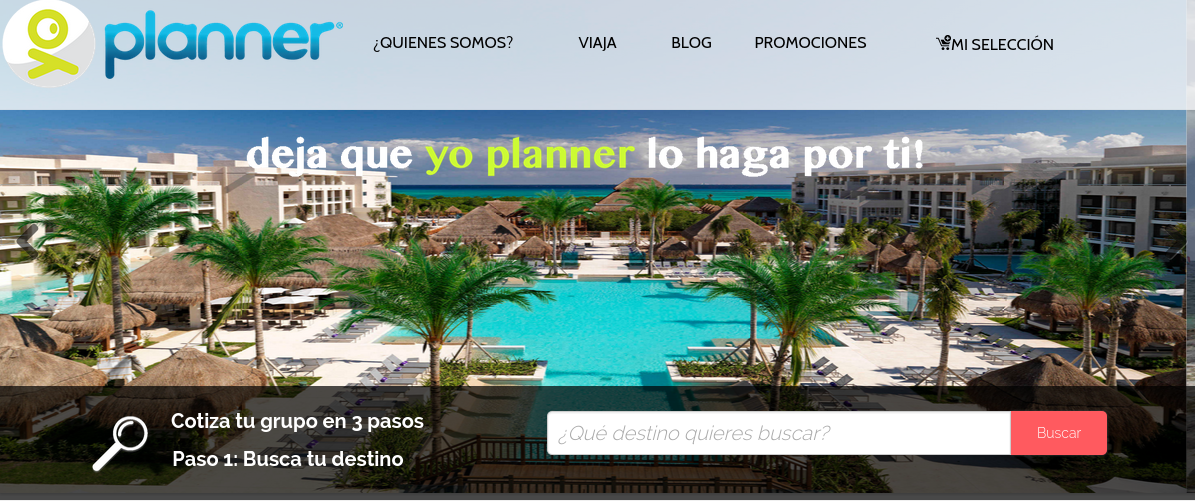 planner®
¿QUIENES SOMOS?
VIAJA
BLOG
PROMOCIONES
MI SELECCIÓN
deja que yo planner lo haga por ti!
Cotiza tu grupo en 3 pasos
Paso 1: Busca tu destino
¿Qué destino quieres buscar?
Buscar